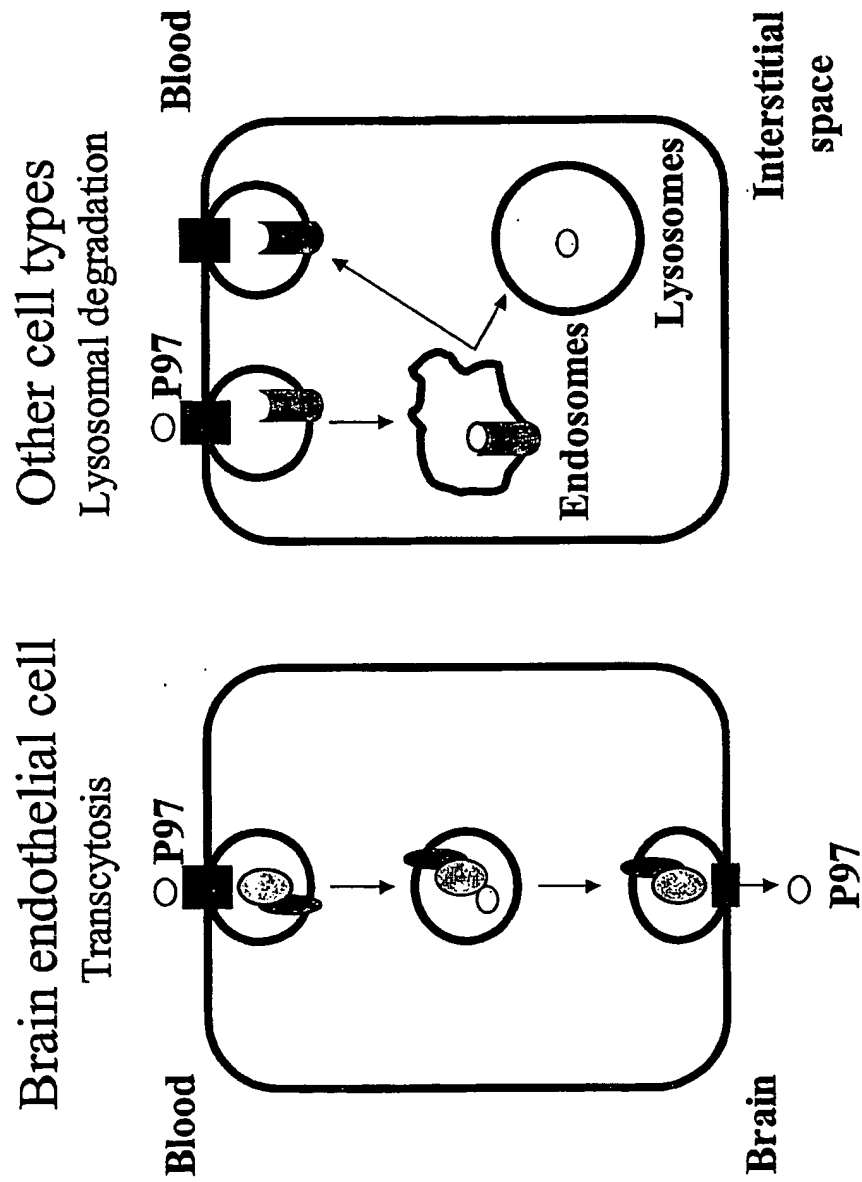 Brain endothelial cell
Transcytosis
Blood
P97
Brain
P97
Other cell types
Lysosomal degradation
P97
Blood
Endosomes
Lysosomes
Interstitial
space